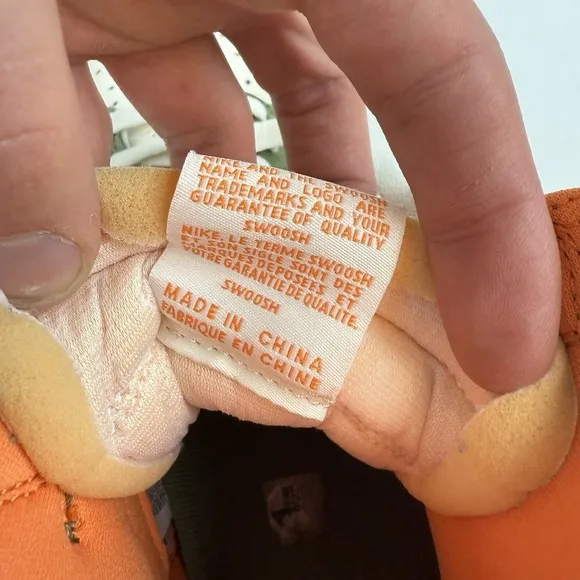 NIKE AND THE SWOOSH
NAME AND LOGO ARE
TRADEMARKS AND YOUR
GUARANTEE OF QUALITY
SWOOSH
NIKE, LE TERME SWOOSH
ET SON SIGLE SONT DES
MARQUES DEPOSÉES ET
VOTRE GARANTIE DE QUALITE.
SWOOSH
MADE IN CHINA
FABRIQUE EN CHINE